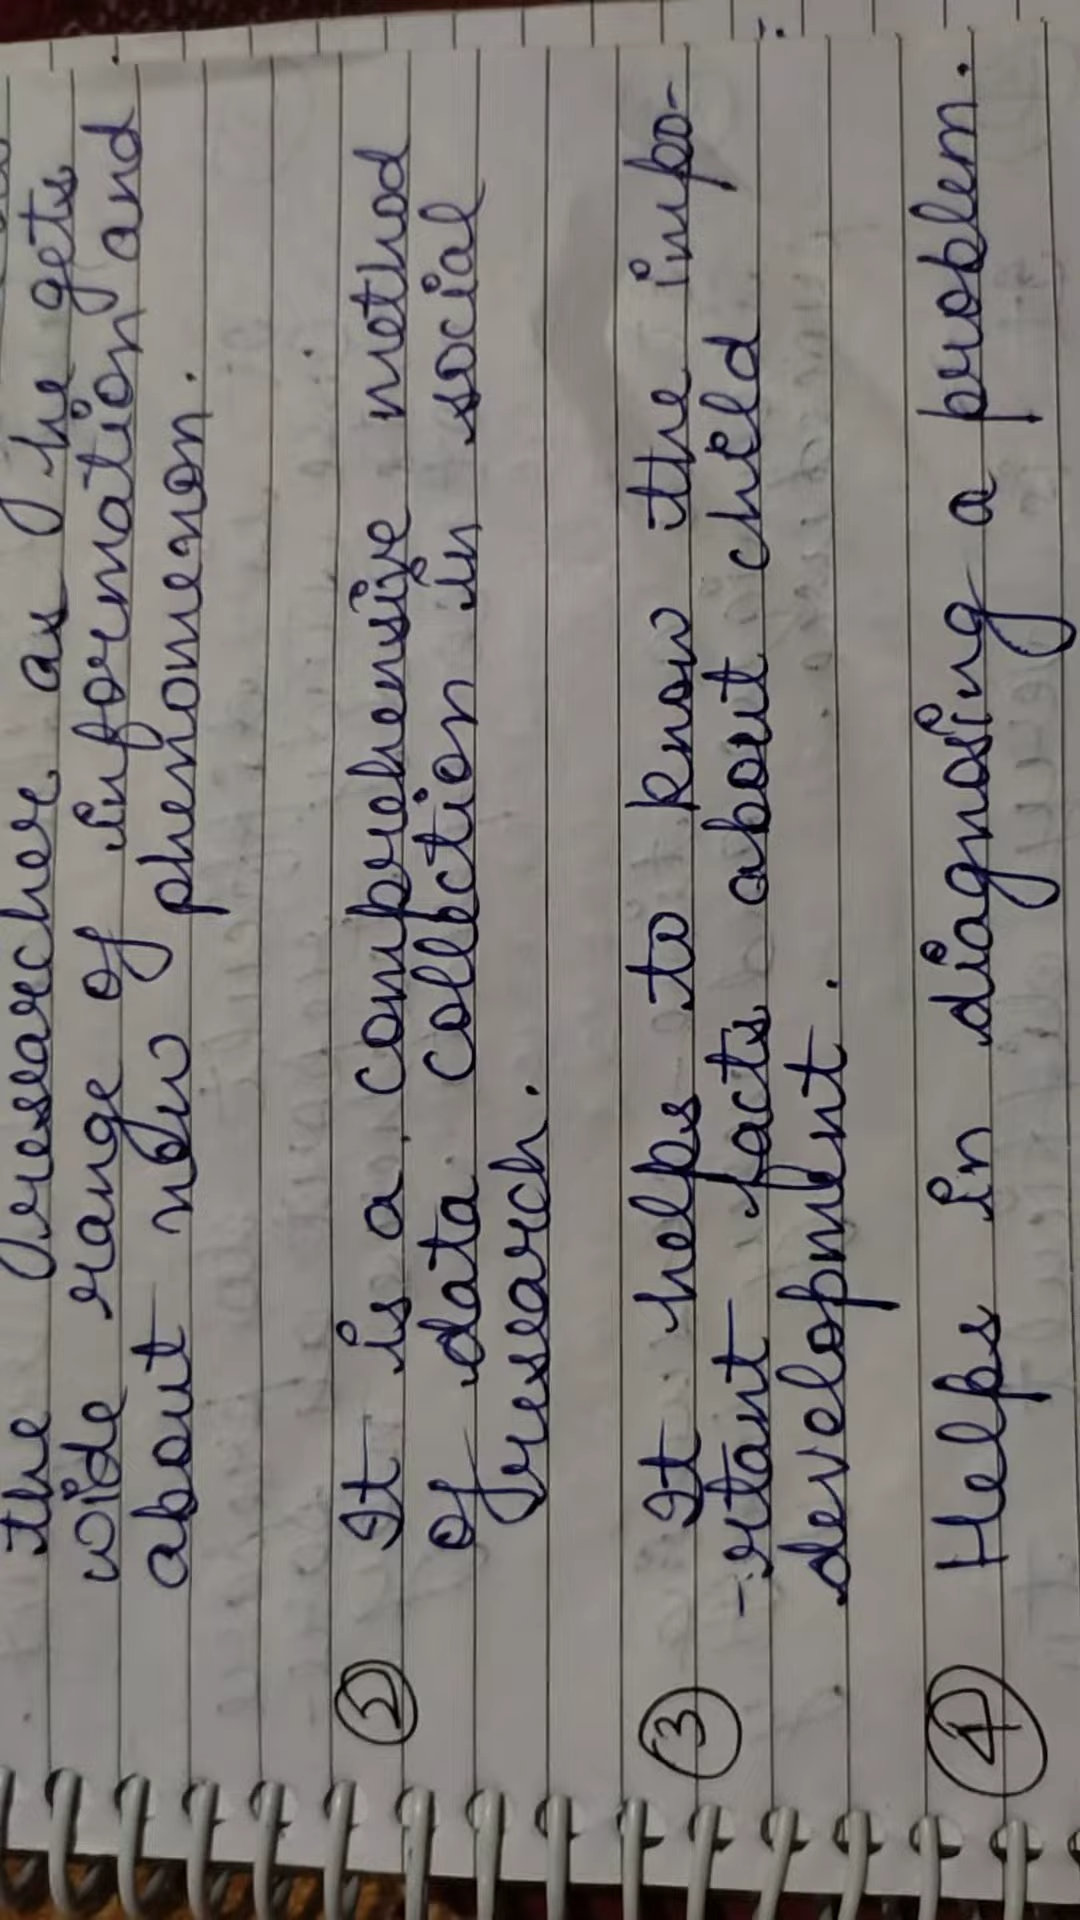 the researcher as he gets
wide range of information and
about new phenomenon.
② It is a comprehensive method
of data collection in social
research.
③ It helps to know the impo-
-rtant facts about child
development.
④ Helps in diagnosing a problem.